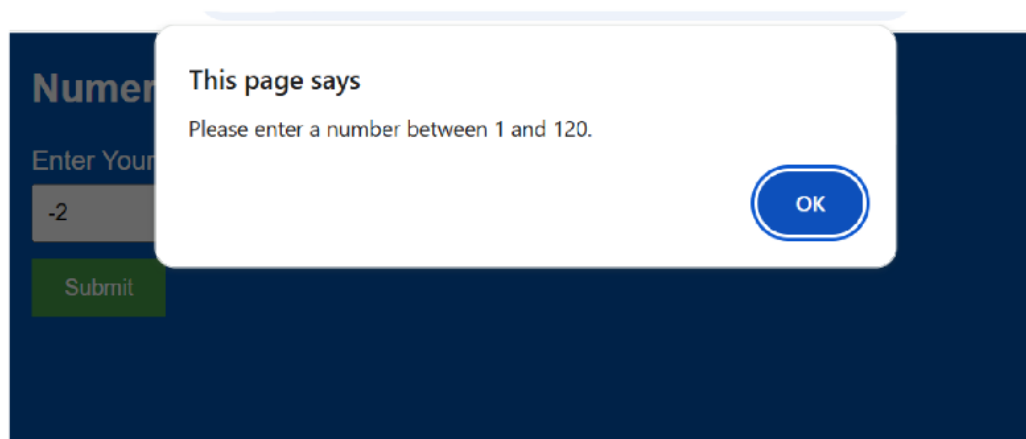 This page says
Please enter a number between 1 and 120.
OK
Numer
Enter Your
-2
Submit